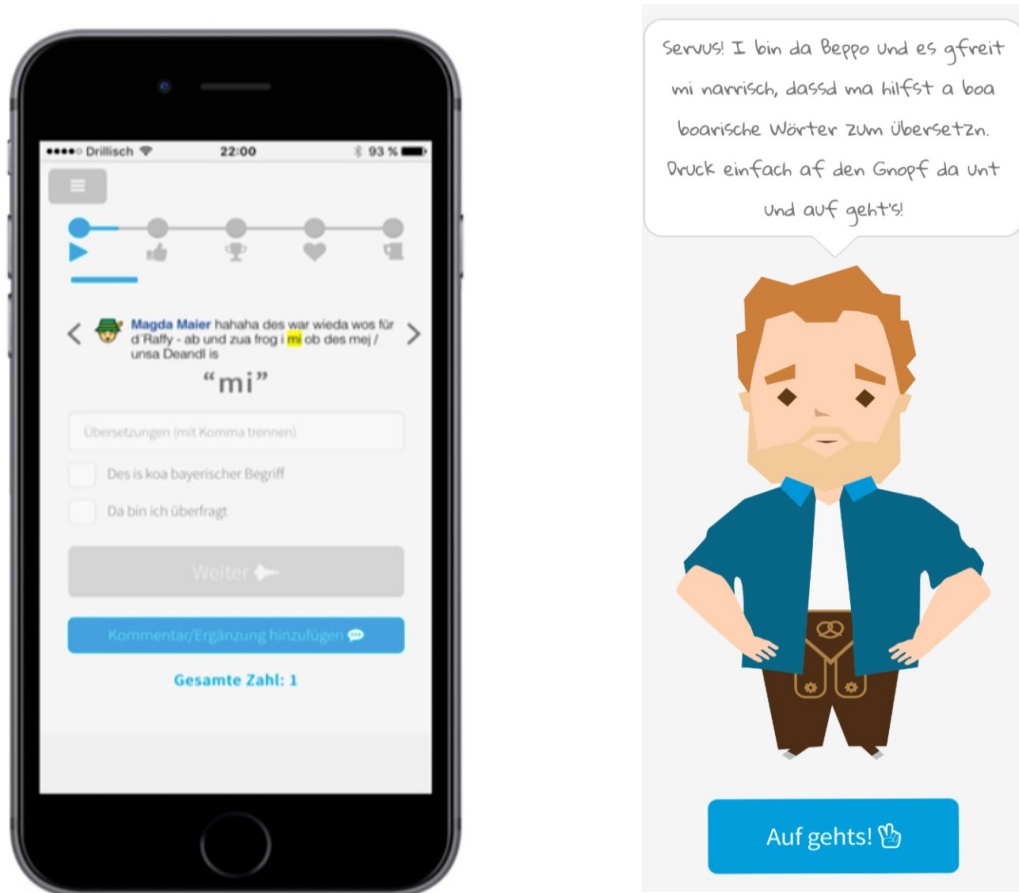 Drillisch
22:00
93 %
Magda Maier hahaha des war wieda wos für
d´Raffy - ab und zua frog i mi ob des mej /
unsa Deandl is
“mi”
Übersetzungen (mit Komma trennen)
Des is koa bayerischer Begriff
Da bin ich überfragt
Weiter
Kommentar/Ergänzung hinzufügen
Gesamte Zahl: 1
Servus! I bin da Beppo und es gfreit
mi narrisch, dassd ma hilfst a boa
boarische Wörter zum Übersetzn.
Druck einfach af den Gnopf da unt
und auf geht's!
Auf gehts!